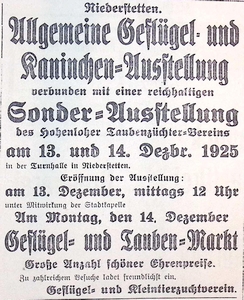 Niederstetten.
Allgemeine Geflügel- und
Kaninchen-Ausstellung
verbunden mit einer reichhaltigen
Sonder-Ausstellung
des Hohenloher Taubenzüchter-Vereins
am 13. und 14. Dezbr. 1925
in der Turnhalle in Niederstetten.
Eröffnung der Ausstellung:
am 13. Dezember, mittags 12 Uhr
unter Mitwirkung der Stadtkapelle
Am Montag, den 14. Dezember
Geflügel- und Tauben-Markt
Große Anzahl schöner Ehrenpreise.
Zu zahlreichem Besuche ladet freundlichst ein
Geflügel- und Kleintierzuchtverein.